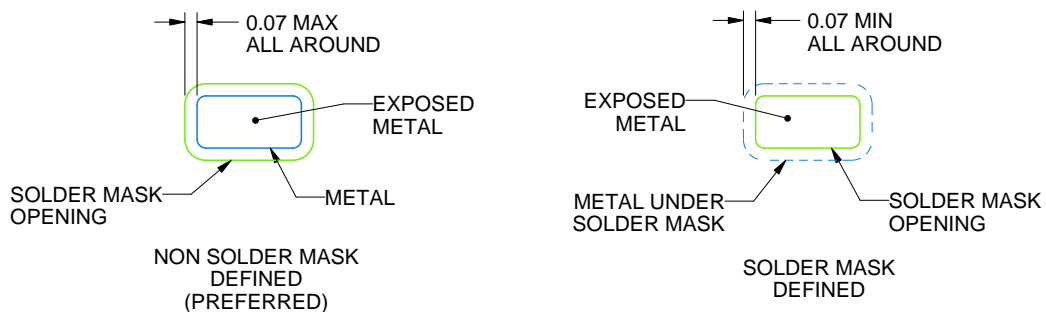 0.07 MAX
ALL AROUND
EXPOSED
METAL
SOLDER MASK
OPENING
METAL
NON SOLDER MASK
DEFINED
(PREFERRED)
0.07 MIN
ALL AROUND
EXPOSED
METAL
METAL UNDER
SOLDER MASK
SOLDER MASK
OPENING
SOLDER MASK
DEFINED